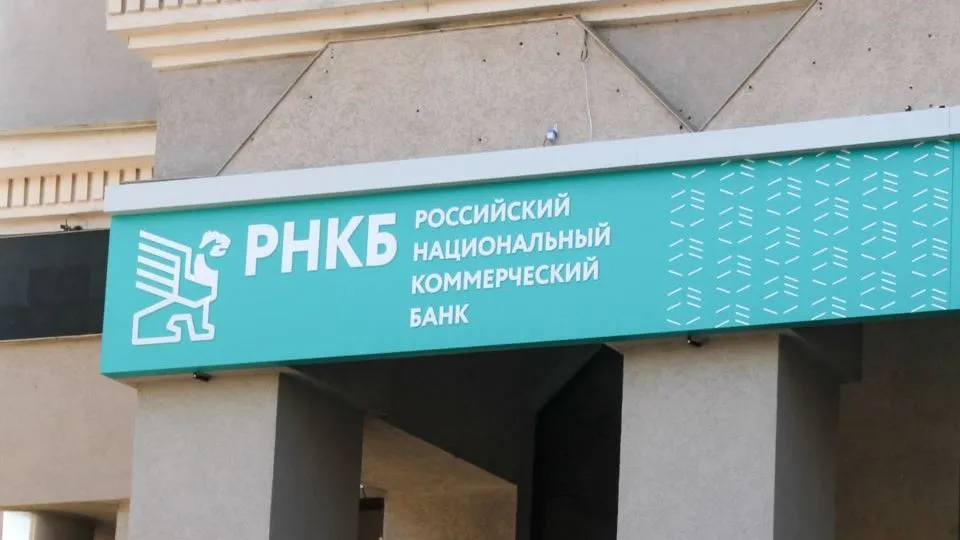 РНКБ
РОССИЙСКИЙ
НАЦИОНАЛЬНЫЙ
КОММЕРЧЕСКИЙ
БАНК